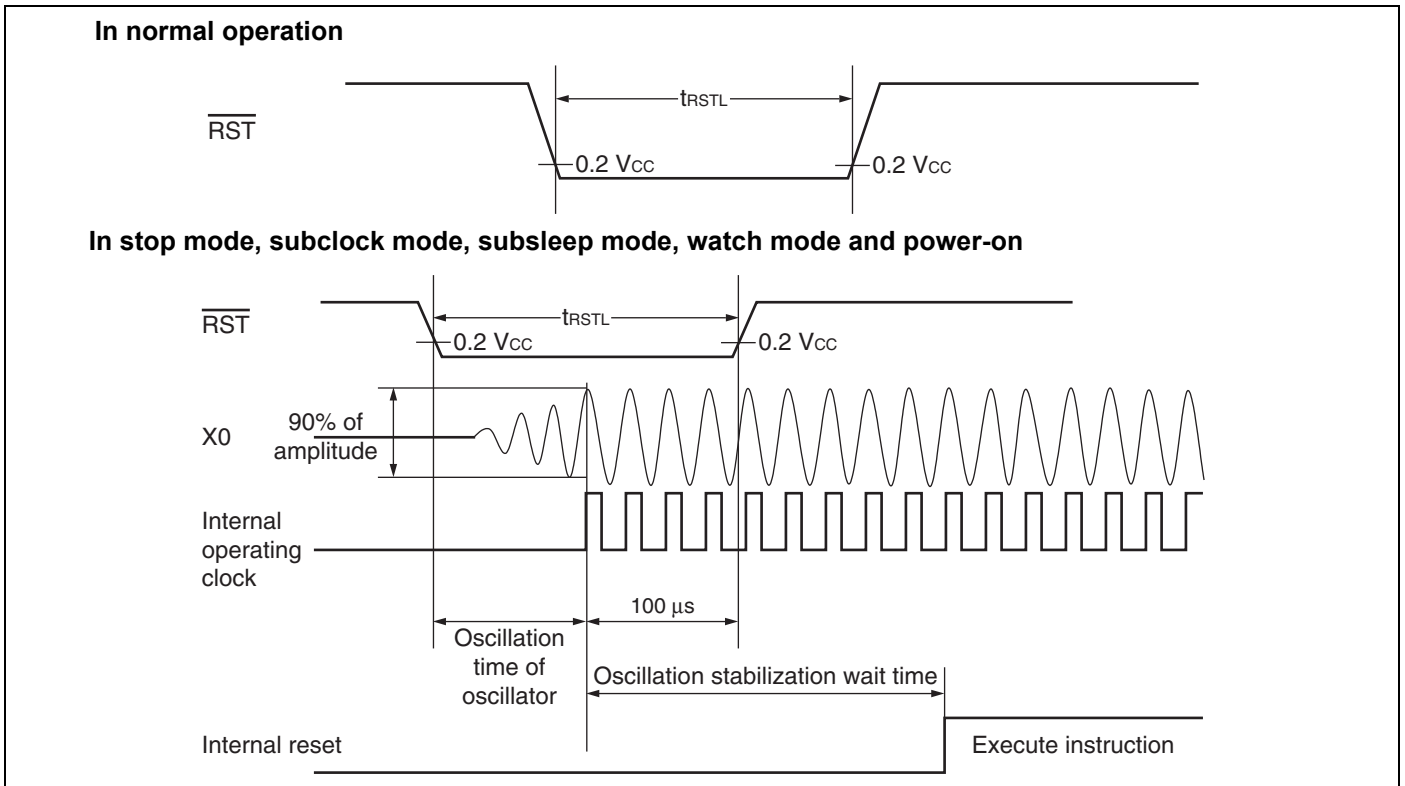 In normal operation
RST
tRSTL
0.2 VCC
0.2 VCC
In stop mode, subclock mode, subsleep mode, watch mode and power-on
RST
tRSTL
0.2 VCC
0.2 VCC
X0
90% of
amplitude
Internal
operating
clock
100 μs
Oscillation
time of
oscillator
Oscillation stabilization wait time
Internal reset
Execute instruction